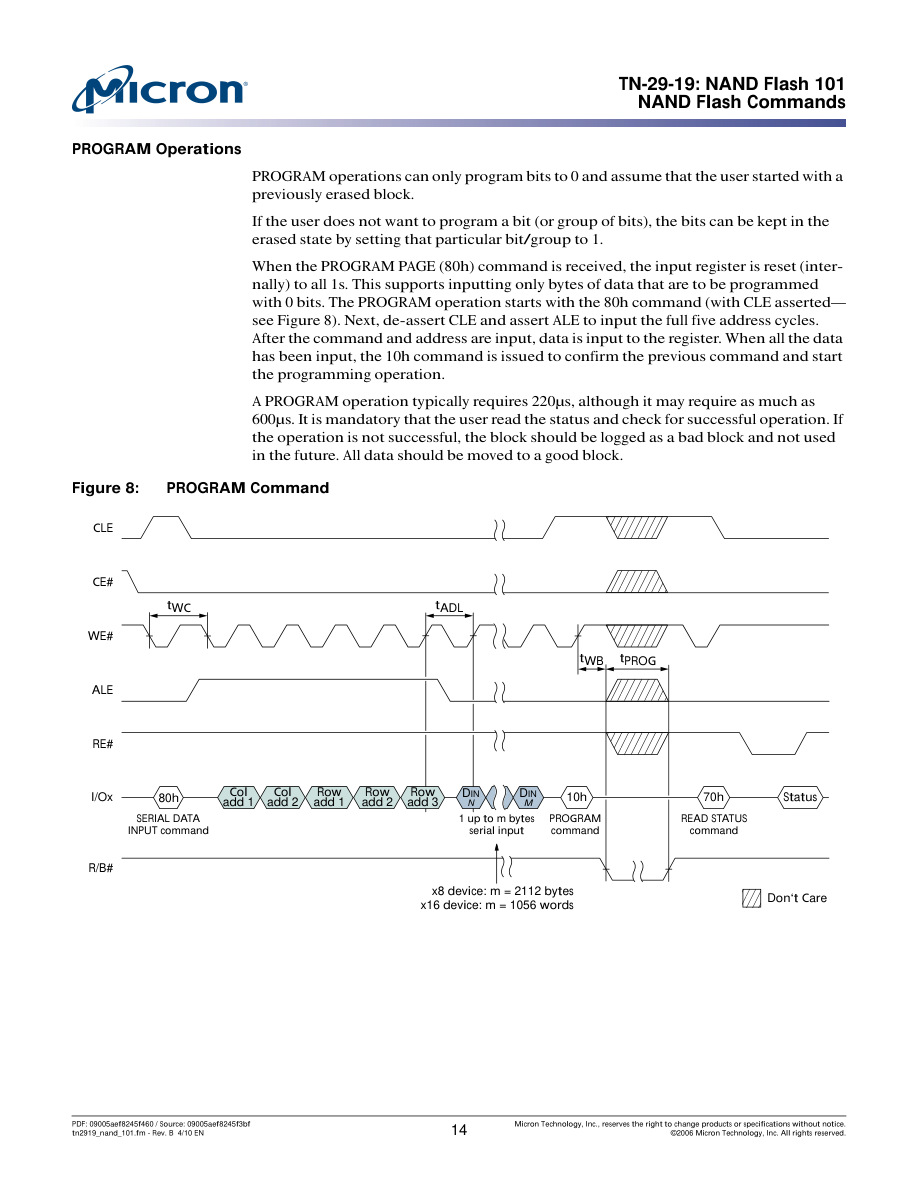 Micron®
TN-29-19: NAND Flash 101
NAND Flash Commands
PROGRAM Operations
PROGRAM operations can only program bits to 0 and assume that the user started with a
previously erased block.
If the user does not want to program a bit (or group of bits), the bits can be kept in the
erased state by setting that particular bit/group to 1.
When the PROGRAM PAGE (80h) command is received, the input register is reset (inter-
nally) to all 1s. This supports inputting only bytes of data that are to be programmed
with 0 bits. The PROGRAM operation starts with the 80h command (with CLE asserted—
see Figure 8). Next, de-assert CLE and assert ALE to input the full five address cycles.
After the command and address are input, data is input to the register. When all the data
has been input, the 10h command is issued to confirm the previous command and start
the programming operation.
A PROGRAM operation typically requires 220µs, although it may require as much as
600µs. It is mandatory that the user read the status and check for successful operation. If
the operation is not successful, the block should be logged as a bad block and not used
in the future. All data should be moved to a good block.
Figure 8: PROGRAM Command
CLE
CE#
tWC tADL
WE#
tWB tPROG
ALE
RE#
I/Ox 80h Col add 1 Col add 2 Row add 1 Row add 2 Row add 3 DIN N DIN M 10h 70h Status
SERIAL DATA
INPUT command
1 up to m bytes
serial input
PROGRAM
command
READ STATUS
command
R/B#
x8 device: m = 2112 bytes
x16 device: m = 1056 words
Don't Care
PDF: 09005aef8245f460 / Source: 09005aef8245f3bf
tn2919_nand_101.fm - Rev. B 4/10 EN
14
Micron Technology, Inc., reserves the right to change products or specifications without notice.
©2006 Micron Technology, Inc. All rights reserved.